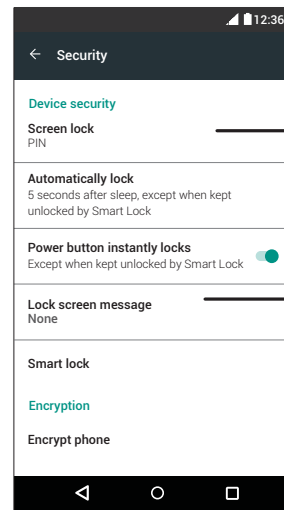 12:36
Security
Device security
Screen lock
PIN
Automatically lock
5 seconds after sleep, except when kept
unlocked by Smart Lock
Power button instantly locks
Except when kept unlocked by Smart Lock
Lock screen message
None
Smart lock
Encryption
Encrypt phone